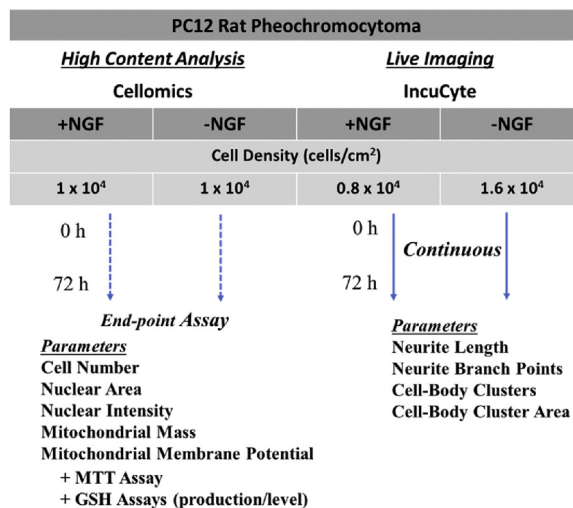 PC12 Rat Pheochromocytoma
High Content Analysis Live Imaging
Cellomics IncuCyte
+NGF -NGF +NGF -NGF
Cell Density (cells/cm²)
1 x 10⁴ 1 x 10⁴ 0.8 x 10⁴ 1.6 x 10⁴
0 h 0 h
Continuous
72 h 72 h
End-point Assay
Parameters
Cell Number
Nuclear Area
Nuclear Intensity
Mitochondrial Mass
Mitochondrial Membrane Potential
+ MTT Assay
+ GSH Assays (production/level)
Parameters
Neurite Length
Neurite Branch Points
Cell-Body Clusters
Cell-Body Cluster Area